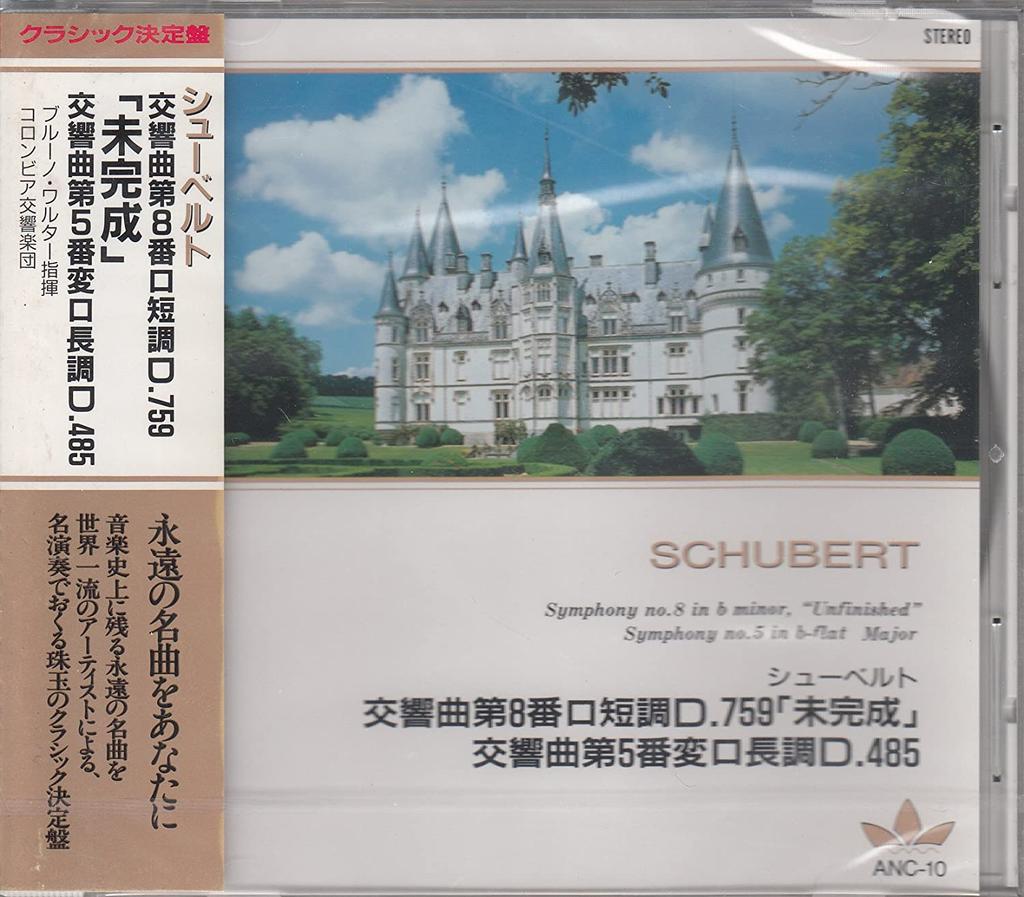 クラシック決定盤
シューベルト
交響曲第8番ロ短調D.759
「未完成」
交響曲第5番変ロ長調D.485
ブルーノ・ワルター指揮
コロンビア交響楽団
永遠の名曲をあなたに
音楽史上に残る永遠の名曲を
世界一流のアーティストによる、
名演奏でおくる珠玉のクラシック決定盤
STEREO
SCHUBERT
Symphony no.8 in b minor, "Unfinished"
Symphony no.5 in b-flat Major
シューベルト
交響曲第8番ロ短調D.759「未完成」
交響曲第5番変ロ長調D.485
ANC-10